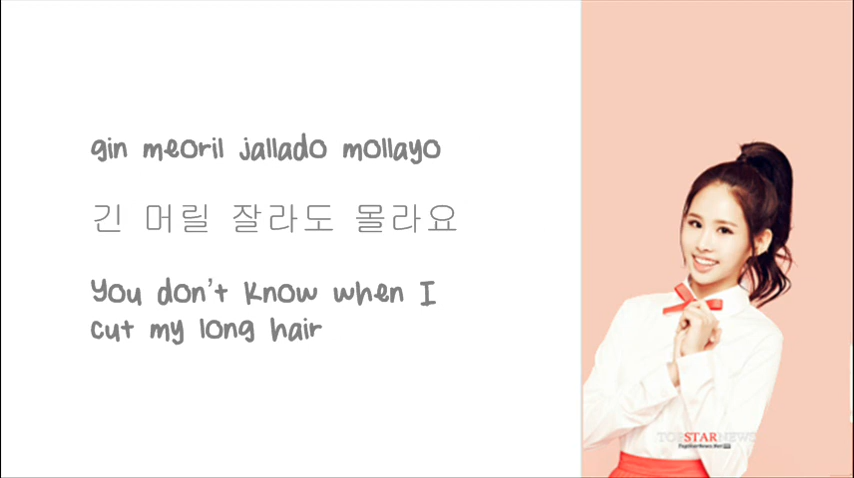 gin meoril jallado mollayo
긴 머릴 잘라도 몰라요
You don't know when I
cut my long hair
TOPSTARNEWS